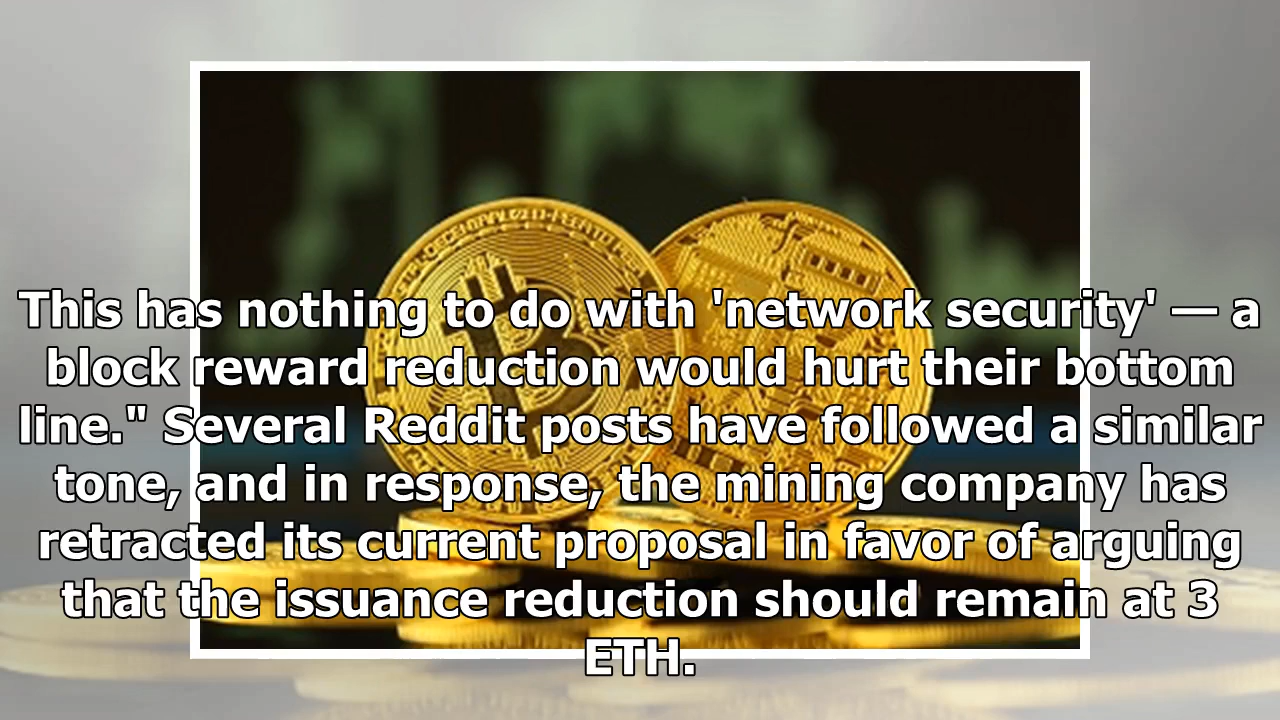 This has nothing to do with 'network security' — a
block reward reduction would hurt their bottom
line." Several Reddit posts have followed a similar
tone, and in response, the mining company has
retracted its current proposal in favor of arguing
that the issuance reduction should remain at 3
ETH.